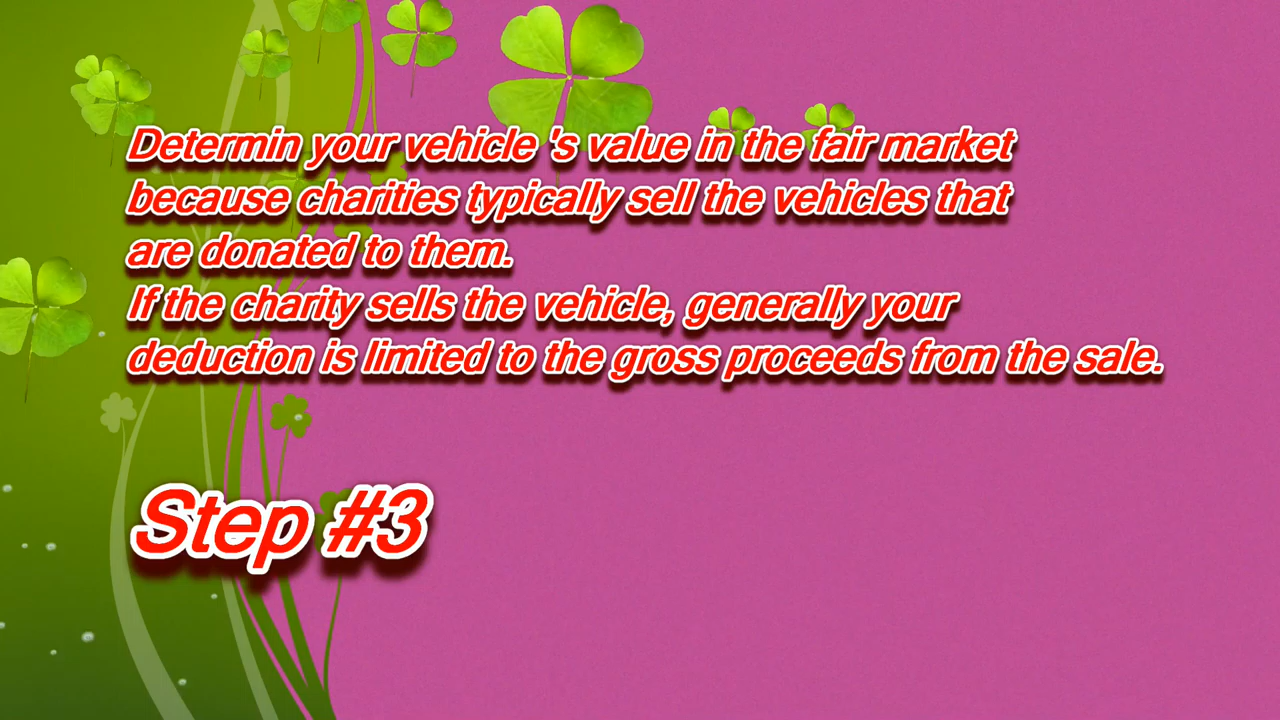 Determin your vehicle 's value in the fair market
because charities typically sell the vehicles that
are donated to them.
If the charity sells the vehicle, generally your
deduction is limited to the gross proceeds from the sale.
Step #3